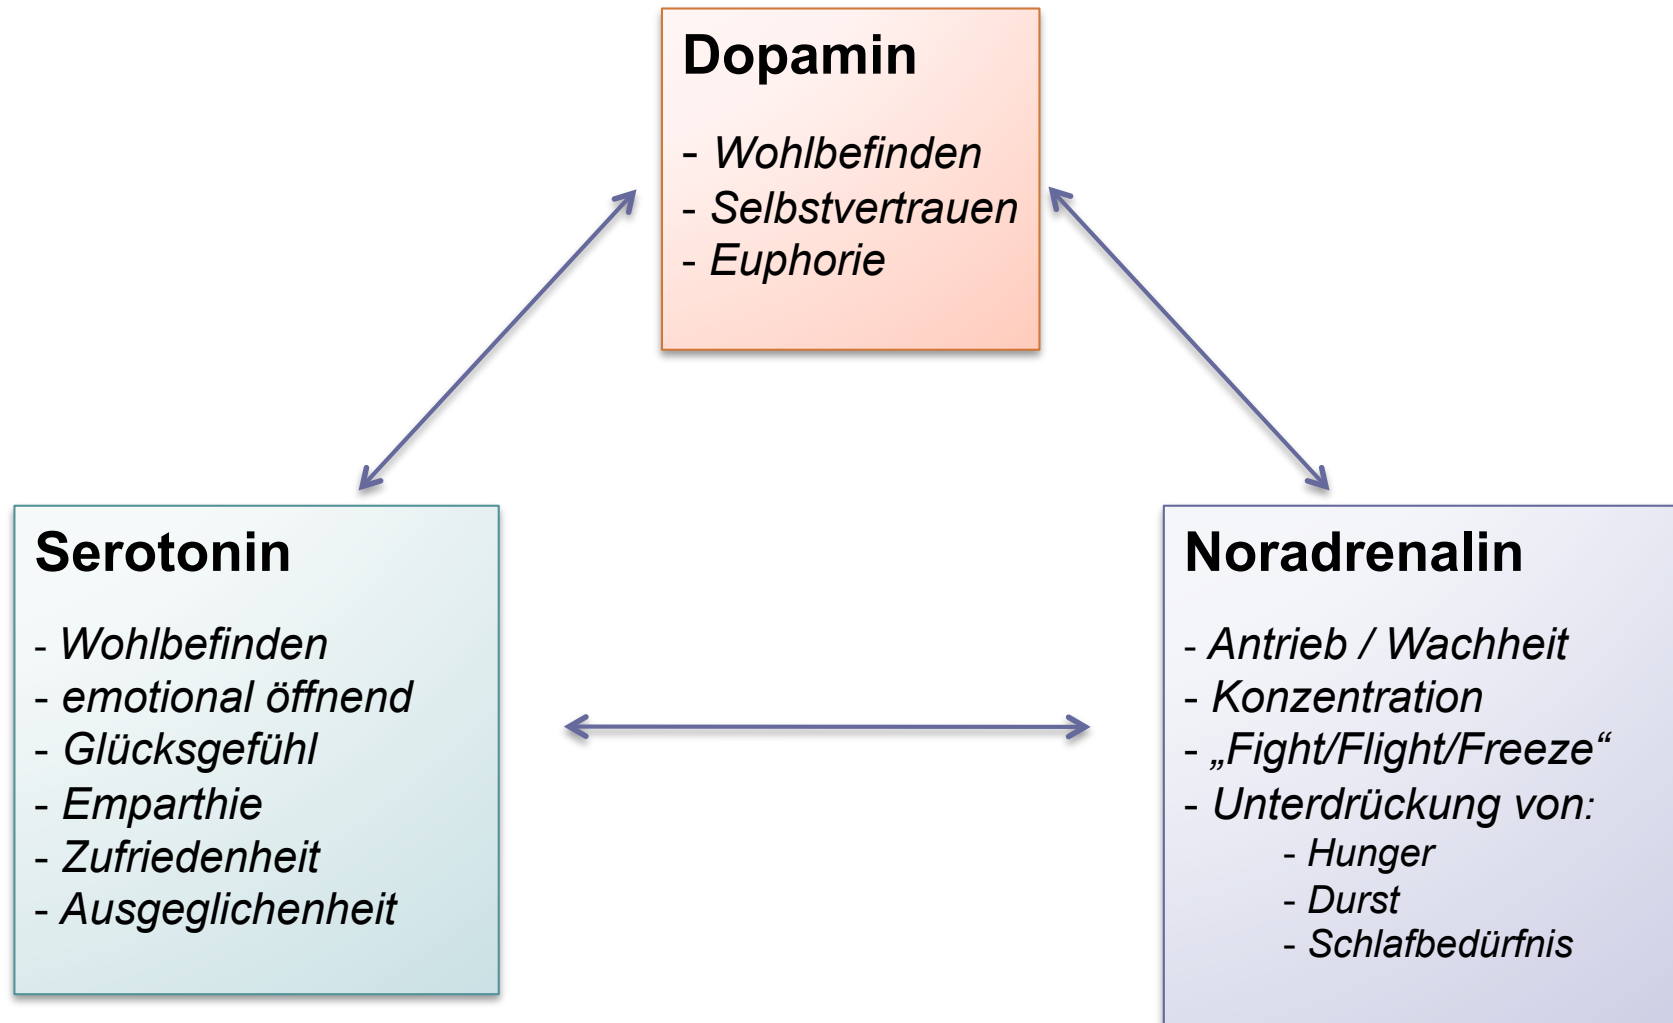 Dopamin
- Wohlbefinden
- Selbstvertrauen
- Euphorie
Serotonin
- Wohlbefinden
- emotional öffnend
- Glücksgefühl
- Emparthie
- Zufriedenheit
- Ausgeglichenheit
Noradrenalin
- Antrieb / Wachheit
- Konzentration
- „Fight/Flight/Freeze“
- Unterdrückung von:
- Hunger
- Durst
- Schlafbedürfnis